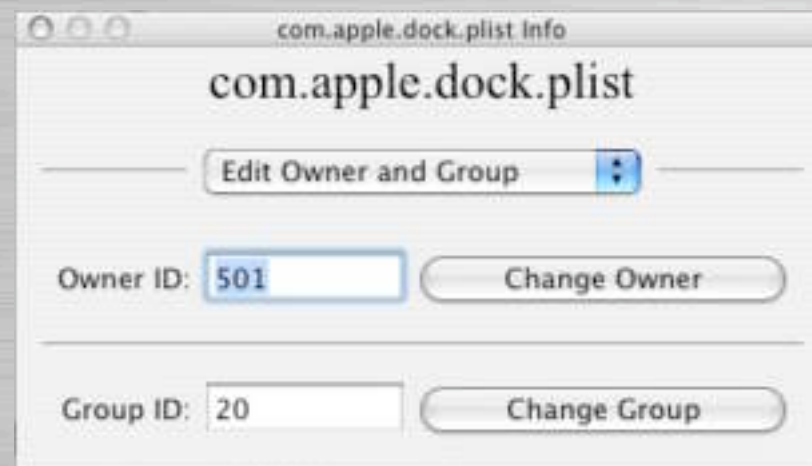 com.apple.dock.plist Info
com.apple.dock.plist
Edit Owner and Group
Owner ID: 501 Change Owner
Group ID: 20 Change Group